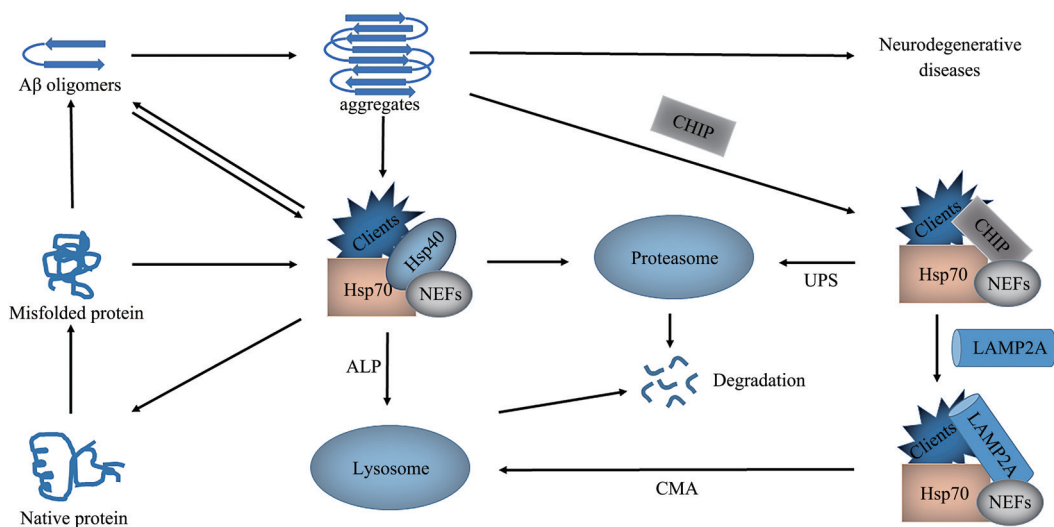 Aβ oligomers
aggregates
Neurodegenerative
diseases
CHIP
Clients
Hsp40
Hsp70
NEFs
Proteasome
UPS
Clients
CHIP
Hsp70
NEFs
Misfolded protein
ALP
Degradation
LAMP2A
Native protein
Lysosome
CMA
Clients
LAMP2A
Hsp70
NEFs